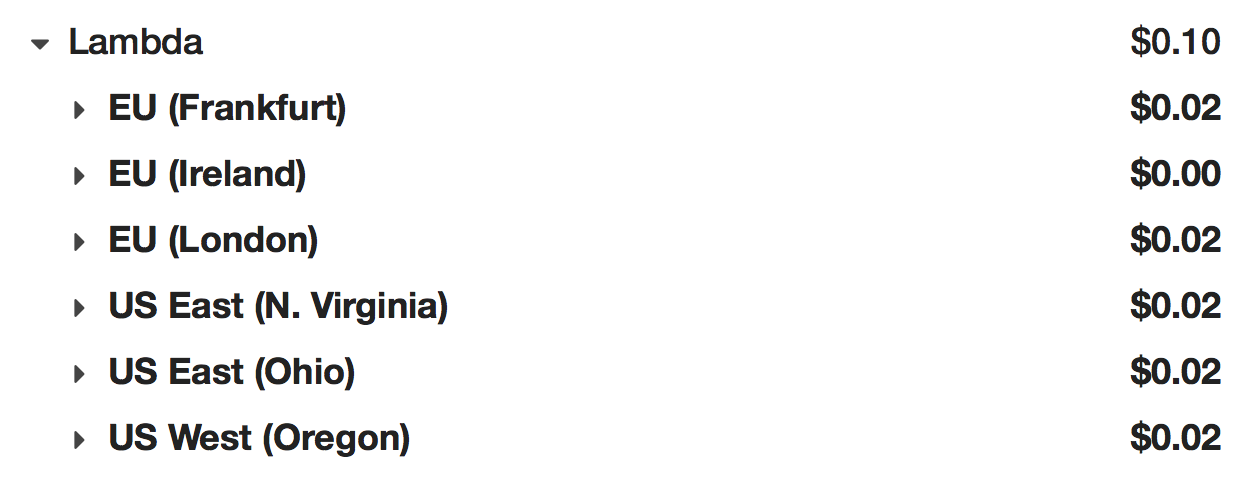 Lambda $0.10
EU (Frankfurt) $0.02
EU (Ireland) $0.00
EU (London) $0.02
US East (N. Virginia) $0.02
US East (Ohio) $0.02
US West (Oregon) $0.02